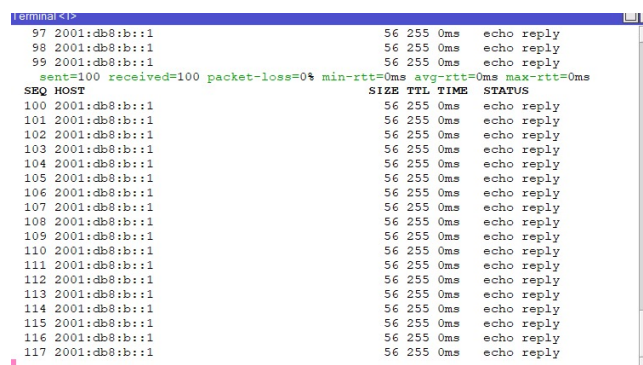 Terminal <1>
97 2001:db8:b::1 56 255 0ms echo reply
98 2001:db8:b::1 56 255 0ms echo reply
99 2001:db8:b::1 56 255 0ms echo reply
sent=100 received=100 packet-loss=0% min-rtt=0ms avg-rtt=0ms max-rtt=0ms
SEQ HOST SIZE TTL TIME STATUS
100 2001:db8:b::1 56 255 0ms echo reply
101 2001:db8:b::1 56 255 0ms echo reply
102 2001:db8:b::1 56 255 0ms echo reply
103 2001:db8:b::1 56 255 0ms echo reply
104 2001:db8:b::1 56 255 0ms echo reply
105 2001:db8:b::1 56 255 0ms echo reply
106 2001:db8:b::1 56 255 0ms echo reply
107 2001:db8:b::1 56 255 0ms echo reply
108 2001:db8:b::1 56 255 0ms echo reply
109 2001:db8:b::1 56 255 0ms echo reply
110 2001:db8:b::1 56 255 0ms echo reply
111 2001:db8:b::1 56 255 0ms echo reply
112 2001:db8:b::1 56 255 0ms echo reply
113 2001:db8:b::1 56 255 0ms echo reply
114 2001:db8:b::1 56 255 0ms echo reply
115 2001:db8:b::1 56 255 0ms echo reply
116 2001:db8:b::1 56 255 0ms echo reply
117 2001:db8:b::1 56 255 0ms echo reply